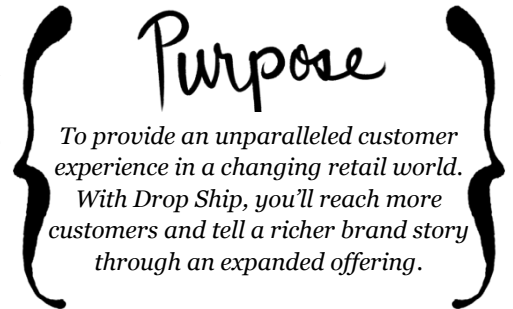 Purpose
To provide an unparalleled customer
experience in a changing retail world.
With Drop Ship, you’ll reach more
customers and tell a richer brand story
through an expanded offering.